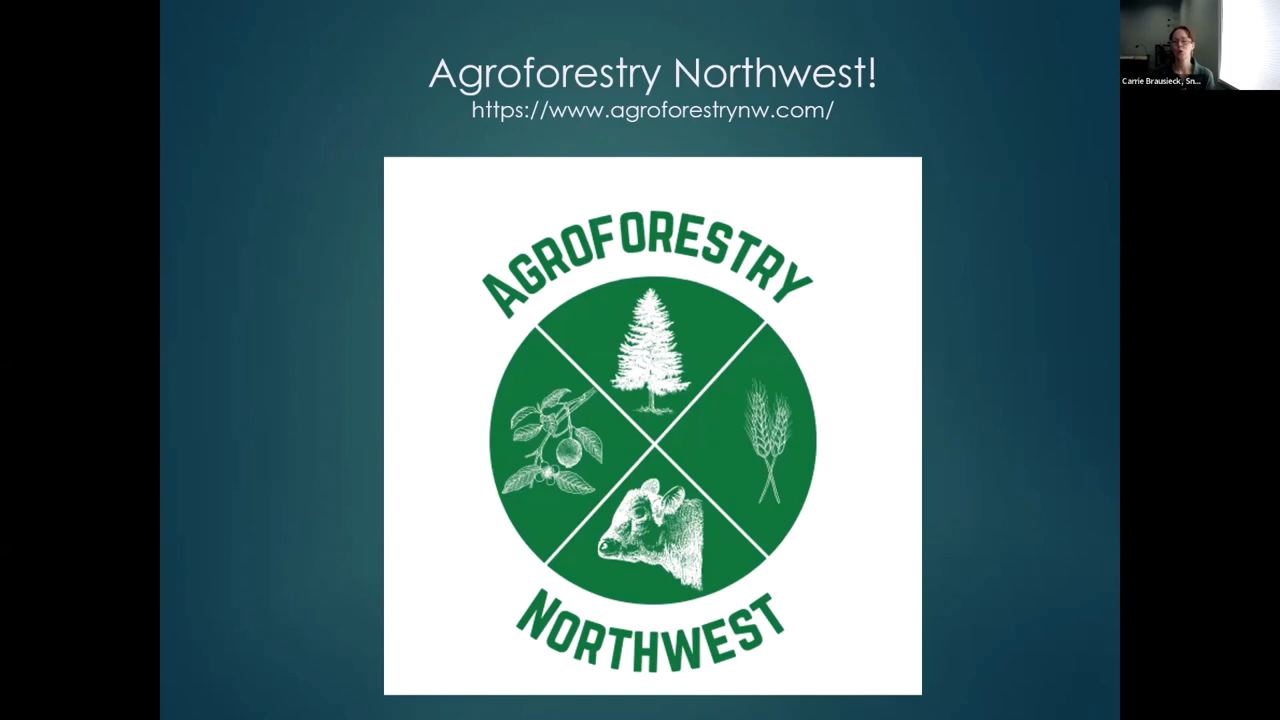 Agroforestry Northwest!
https://www.agroforestrynw.com/
AGROFORESTRY
NORTHWEST
Carrie Brausieck, Sn...